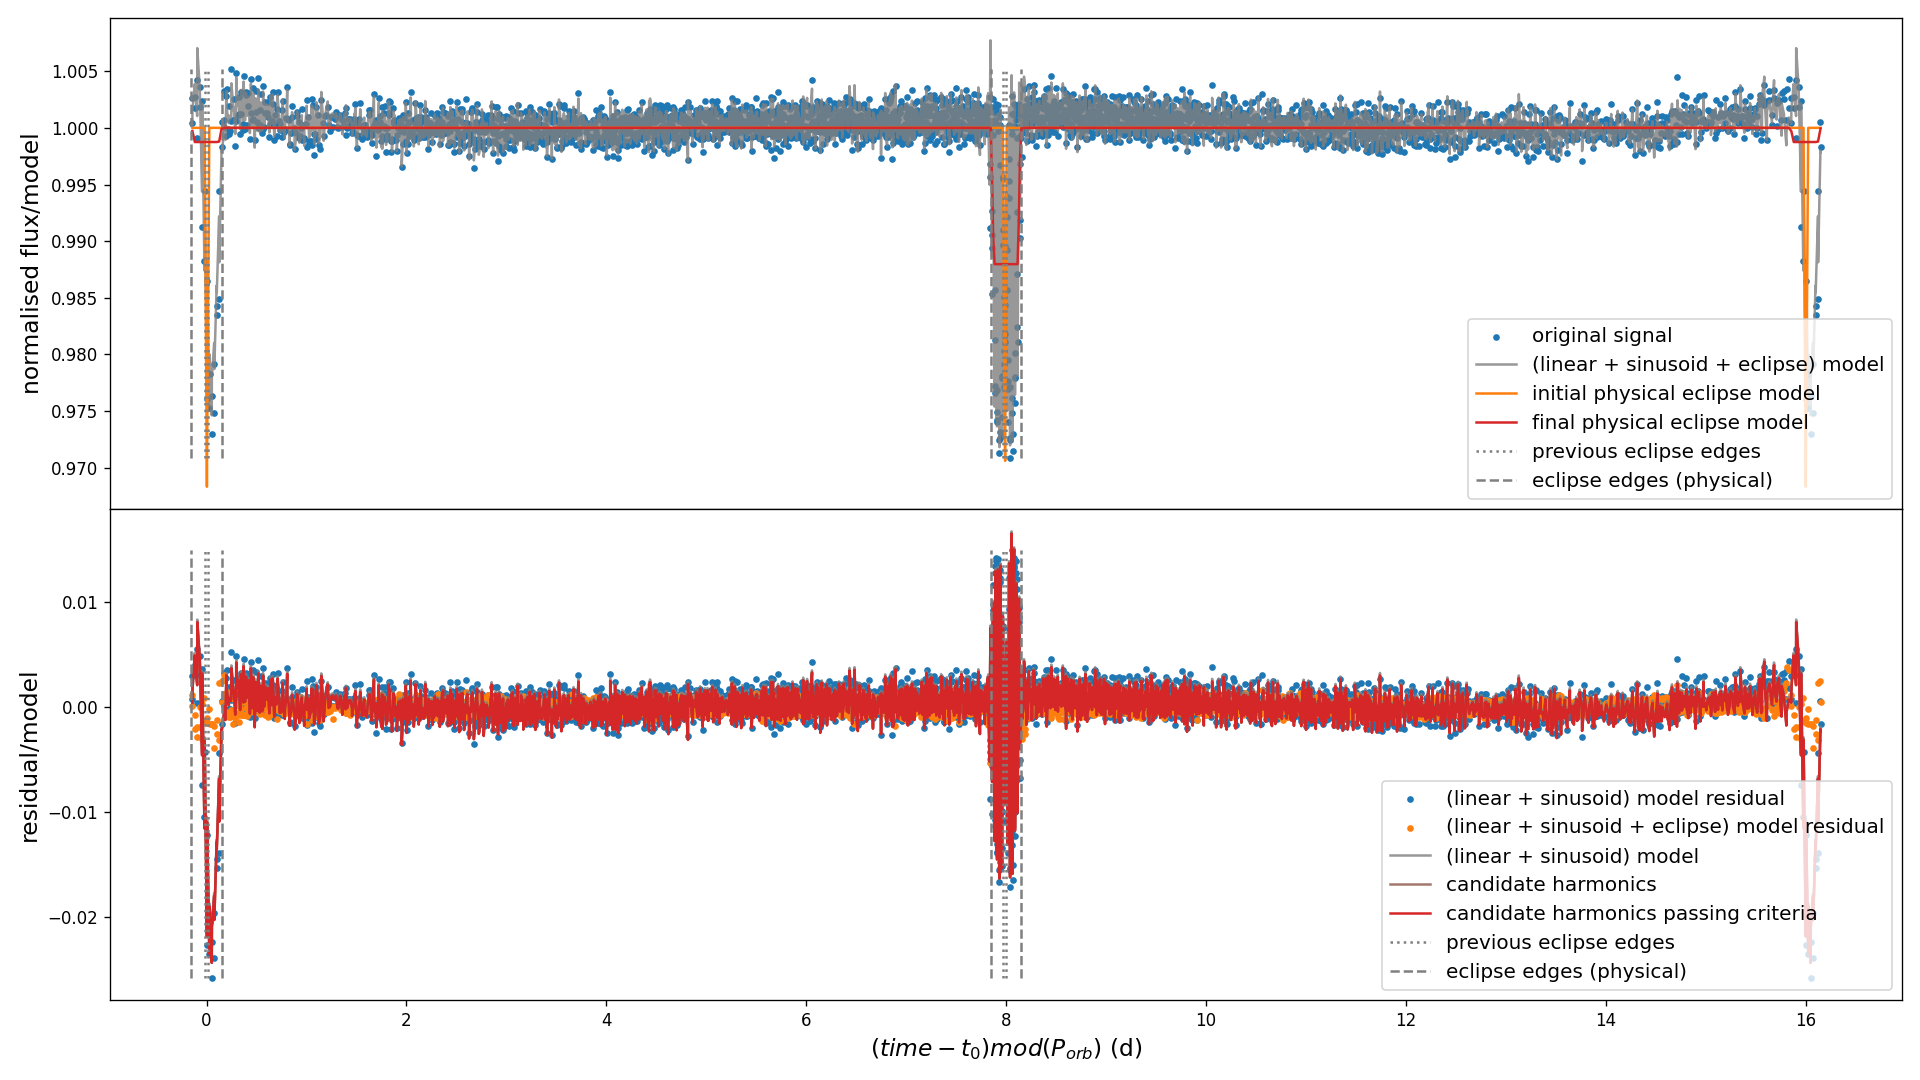 normalised flux/model
1.005
1.000
0.995
0.990
0.985
0.980
0.975
0.970
original signal
(linear + sinusoid + eclipse) model
initial physical eclipse model
final physical eclipse model
previous eclipse edges
eclipse edges (physical)
residual/model
0.01
0.00
−0.01
−0.02
(linear + sinusoid) model residual
(linear + sinusoid + eclipse) model residual
(linear + sinusoid) model
candidate harmonics
candidate harmonics passing criteria
previous eclipse edges
eclipse edges (physical)
0 2 4 6 8 10 12 14 16
(time − t₀)mod(Pₒᵣb) (d)